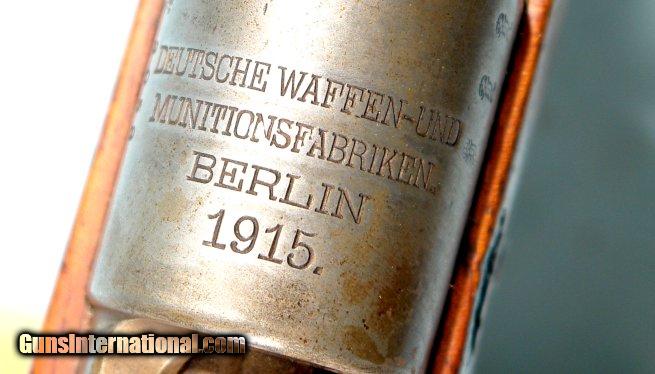 DEUTSCHE WAFFEN-UND
MUNITIONSFABRIKEN.
BERLIN
1915.
GunsInternational.com